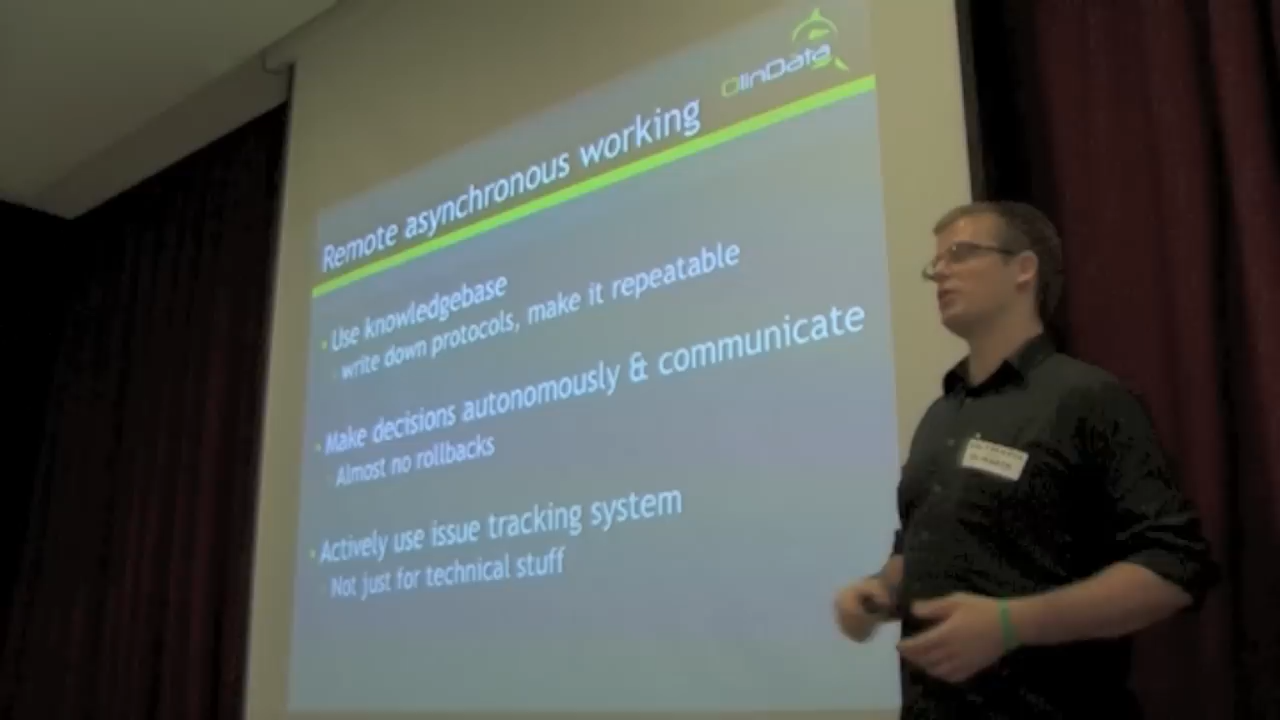 OlinData
Remote asynchronous working
Use knowledgebase
write down protocols, make it repeatable
Make decisions autonomously & communicate
Almost no rollbacks
Actively use issue tracking system
Not just for technical stuff